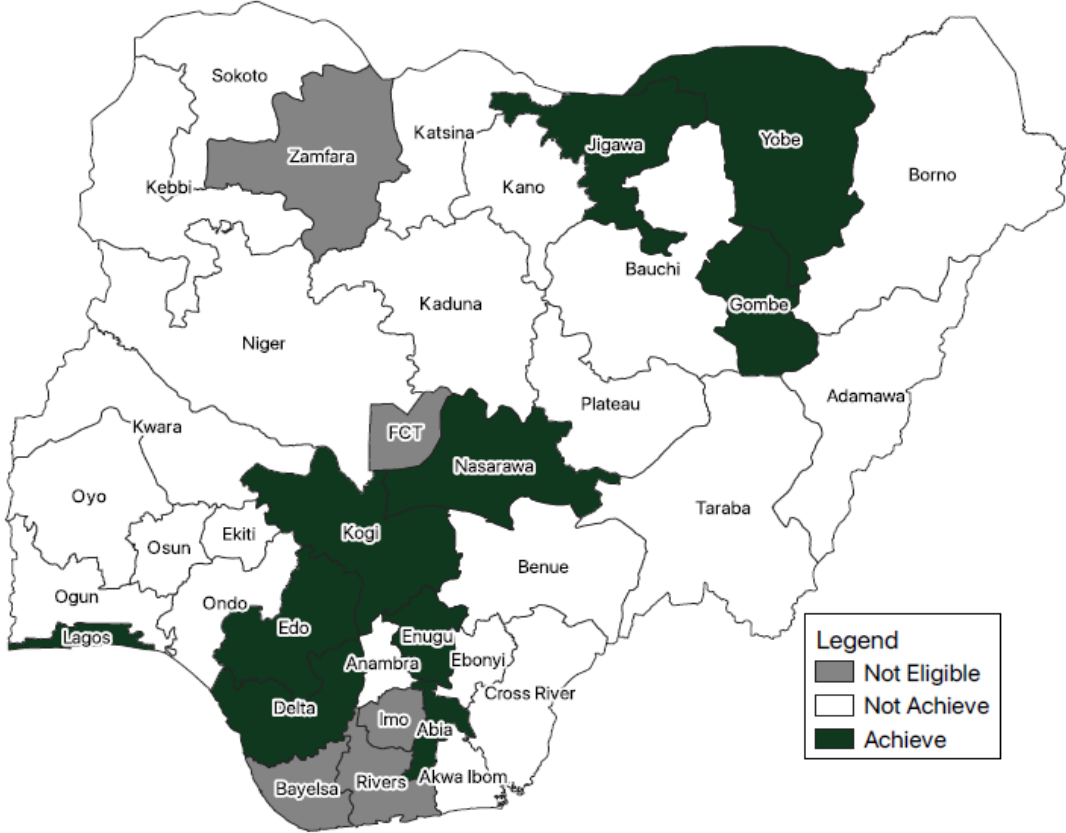 Sokoto
Katsina
Zamfara
Jigawa
Yobe
Kebbi
Kano
Borno
Bauchi
Kaduna
Gombe
Niger
Adamawa
Plateau
Kwara
FCT
Nasarawa
Oyo
Taraba
Kogi
Ekiti
Osun
Benue
Ogun
Ondo
Edo
Lagos
Enugu
Anambra
Ebonyi
Cross River
Delta
Imo
Abia
Bayelsa
Rivers
Akwa Ibom
Legend
Not Eligible
Not Achieve
Achieve